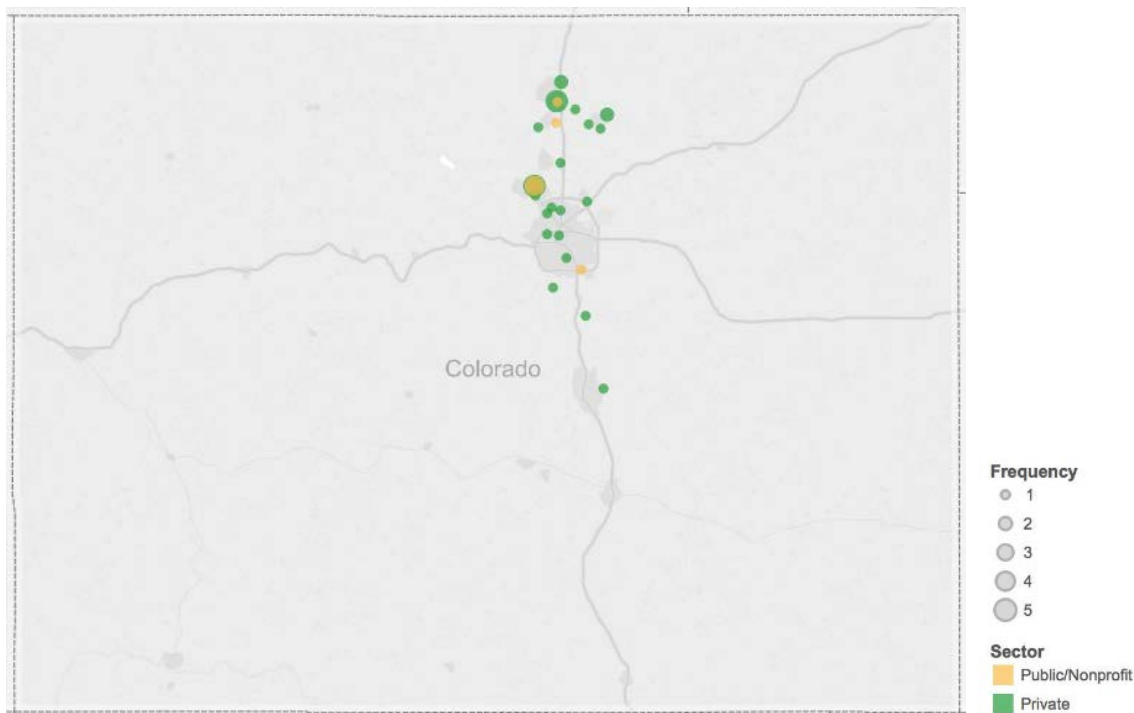 Colorado
Frequency
1
2
3
4
5
Sector
Public/Nonprofit
Private